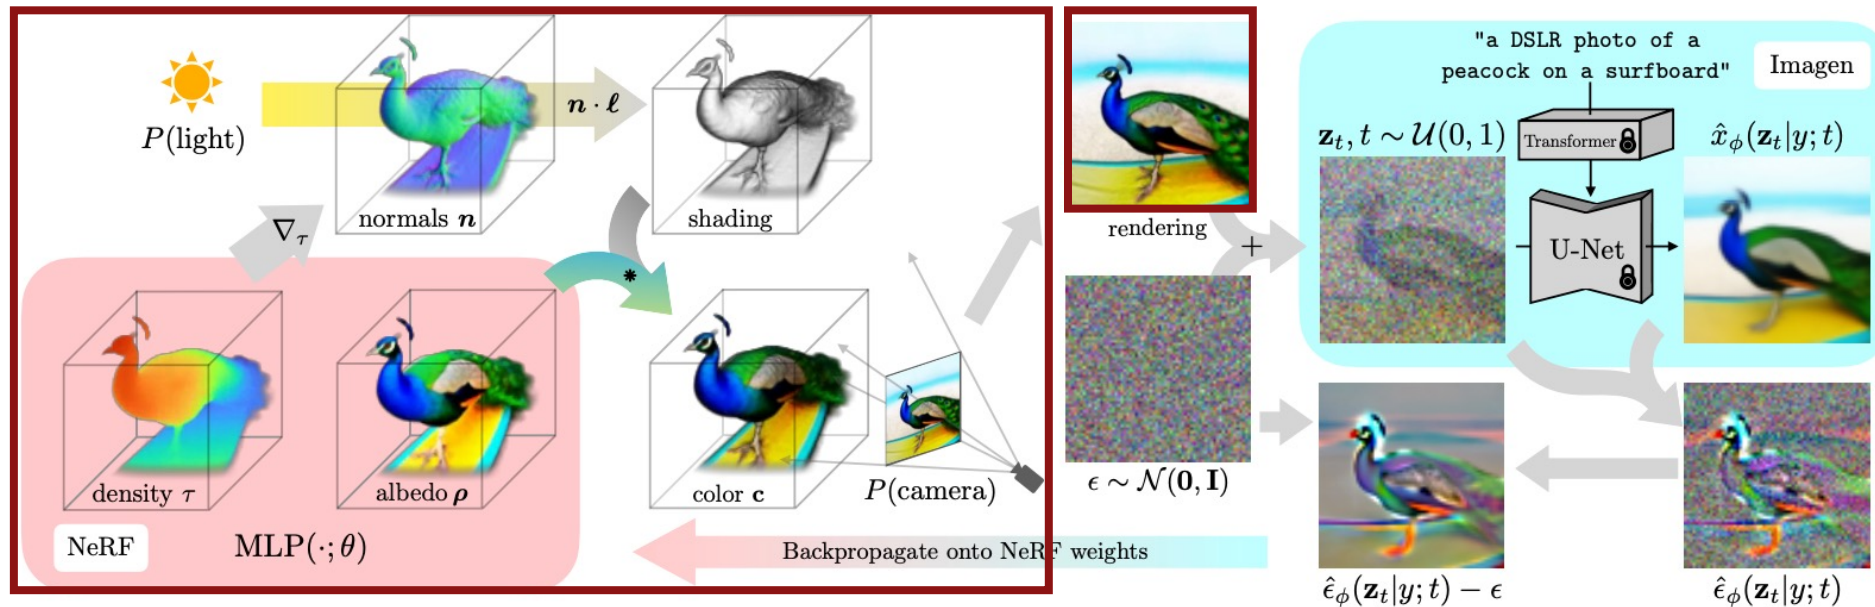 P(light)
n · ℓ
∇τ
normals n
shading
*
density τ
albedo ρ
color c
P(camera)
NeRF
MLP(·; θ)
Backpropagate onto NeRF weights
rendering
+
ϵ ∼ 𝒩(0, I)
"a DSLR photo of a
peacock on a surfboard"
Imagen
z_t, t ∼ 𝒰(0, 1)
Transformer
x̂_ϕ(z_t|y; t)
U-Net
ϵ̂_ϕ(z_t|y; t) − ϵ
ϵ̂_ϕ(z_t|y; t)